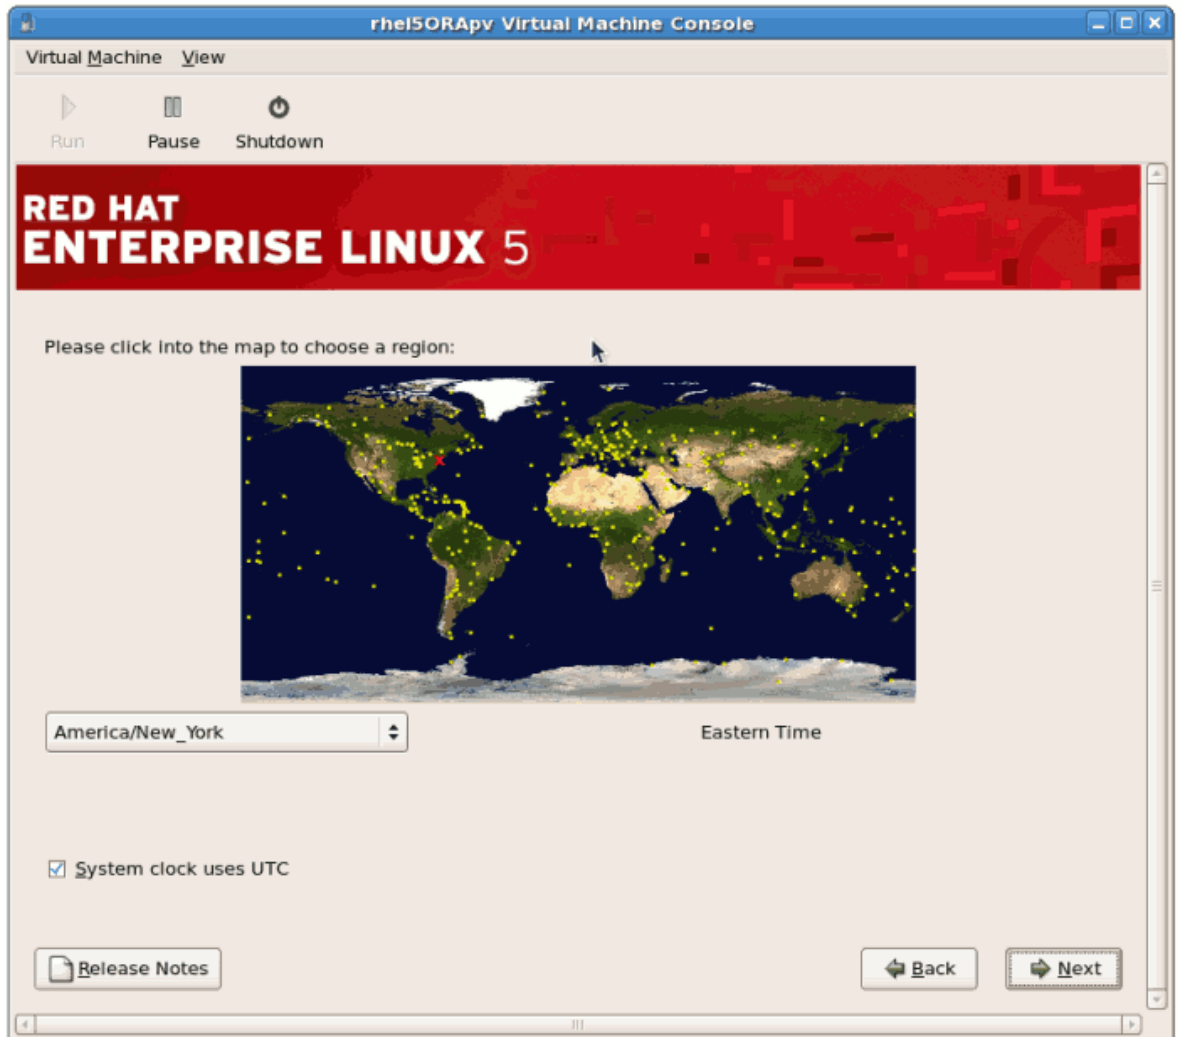 rhel5ORApv Virtual Machine Console
Virtual Machine View
Run Pause Shutdown
RED HAT
ENTERPRISE LINUX 5
Please click into the map to choose a region:
America/New_York Eastern Time
System clock uses UTC
Release Notes Back Next